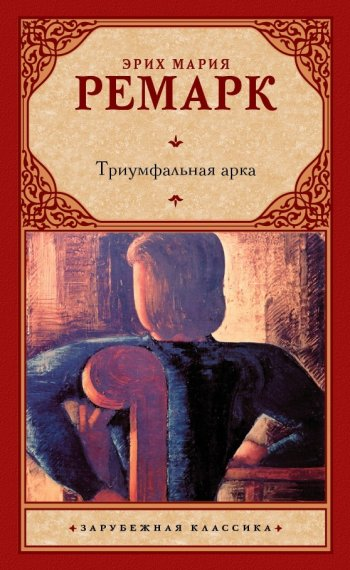 ЭРИХ МАРИЯ
РЕМАРК
Триумфальная арка
ЗАРУБЕЖНАЯ КЛАССИКА